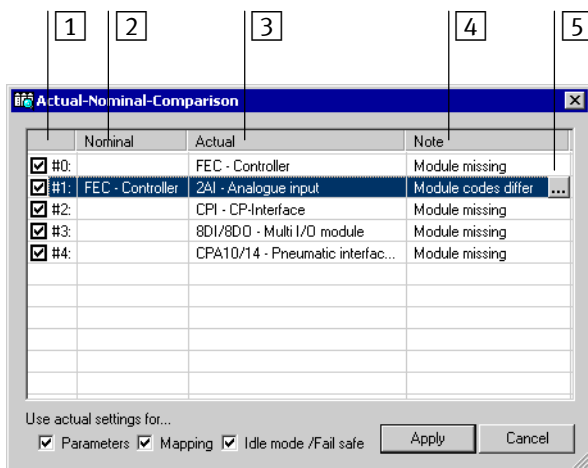 1 2 3 4 5
Actual-Nominal-Comparison
Nominal Actual Note
#0: FEC - Controller Module missing
#1: FEC - Controller 2AI - Analogue input Module codes differ ...
#2: CPI - CP-Interface Module missing
#3: 8DI/8DO - Multi I/O module Module missing
#4: CPA10/14 - Pneumatic interfac... Module missing
Use actual settings for...
Parameters Mapping Idle mode /Fail safe Apply Cancel